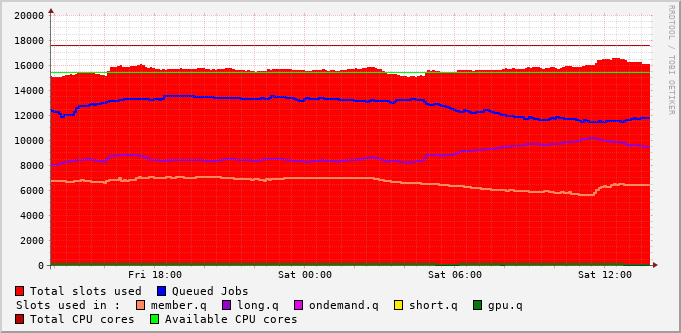 20000
18000
16000
14000
12000
10000
8000
6000
4000
2000
0
Fri 18:00 Sat 00:00 Sat 06:00 Sat 12:00
Total slots used Queued Jobs
Slots used in : member.q long.q ondemand.q short.q gpu.q
Total CPU cores Available CPU cores
RRDTOOL / TOBI OETIKER